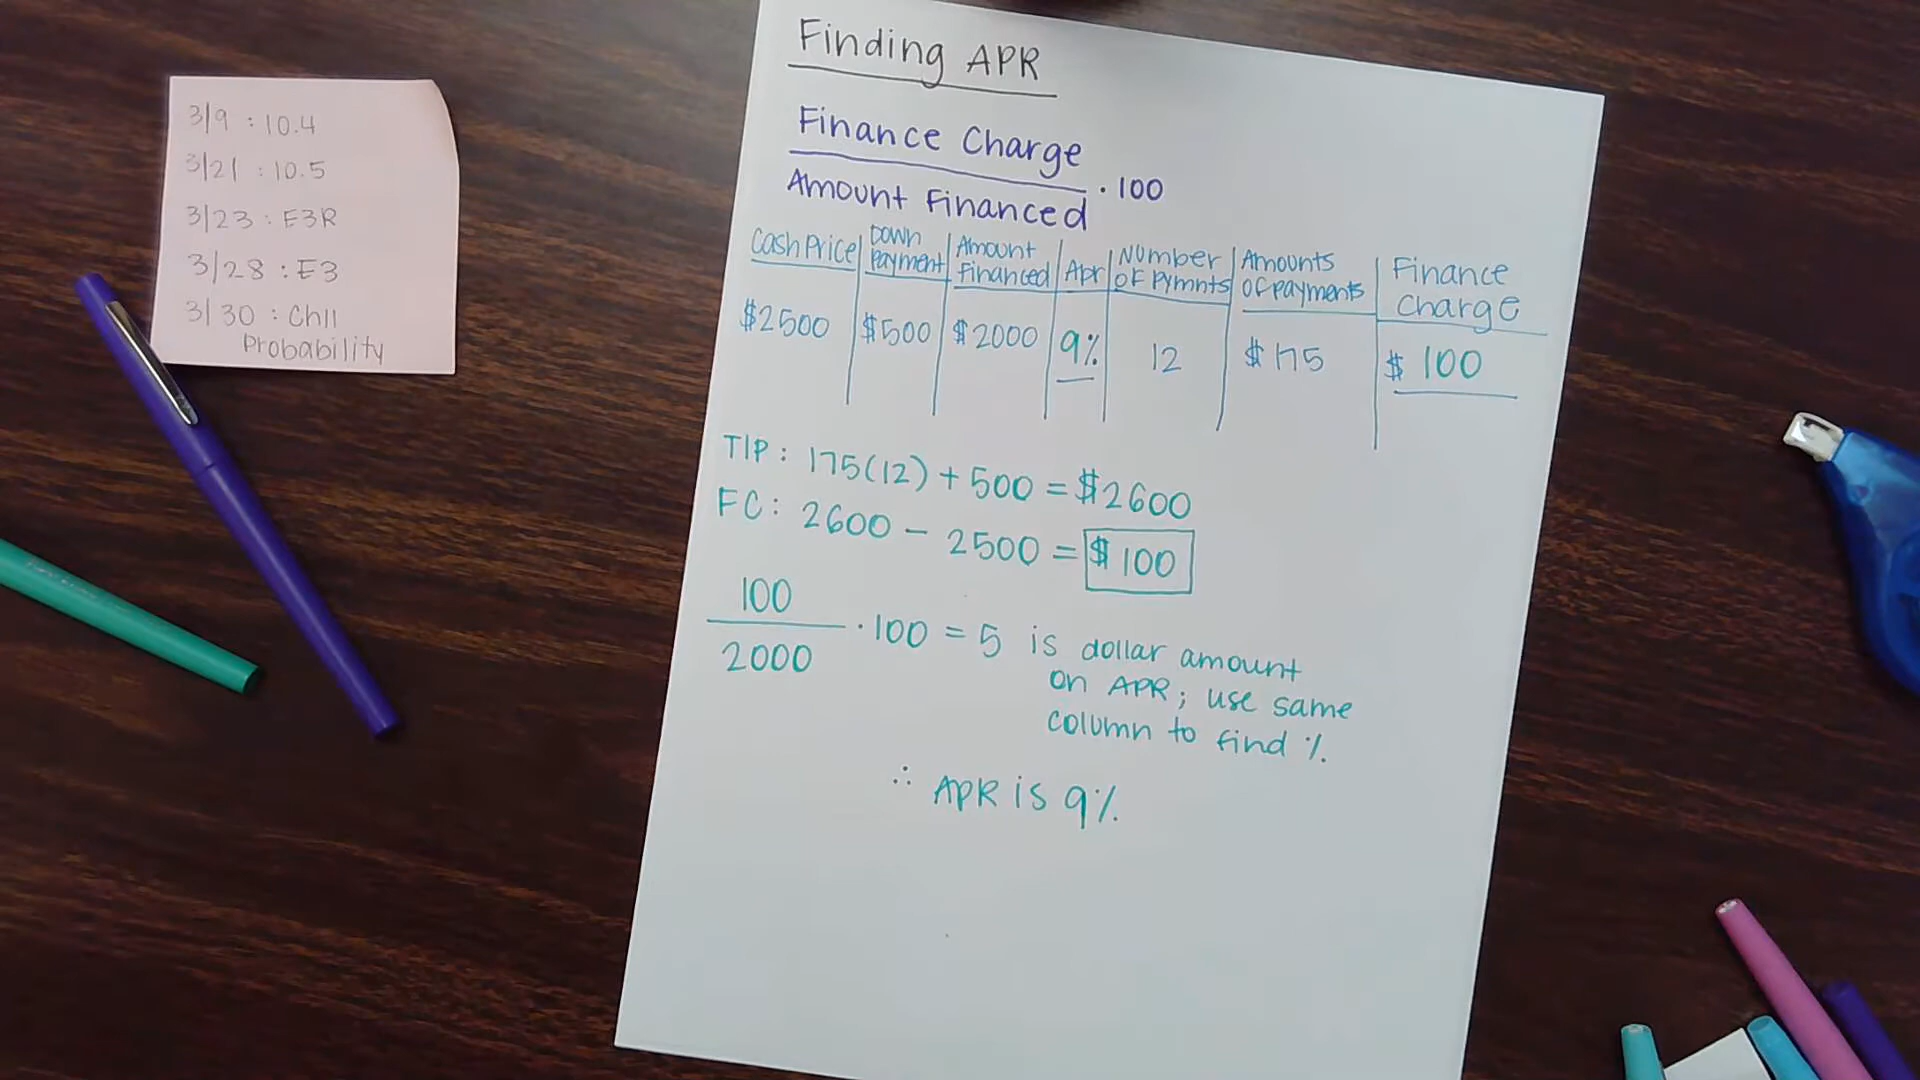 3/9 : 10.4
3/21 : 10.5
3/23 : E3R
3/28 : E3
3/30 : Ch11
Probability
Finding APR
Finance Charge
Amount Financed
· 100
Cash Price
Down
Payment
Amount
Financed
Apr
Number
of Pymnts
Amounts
of payments
Finance
Charge
$2500
$500
$2000
9%
12
$175
$ 100
TIP: 175(12) + 500 = $2600
FC: 2600 - 2500 = $100
100
2000
· 100 = 5 is dollar amount
on APR; use same
column to find %.
∴ APR is 9%